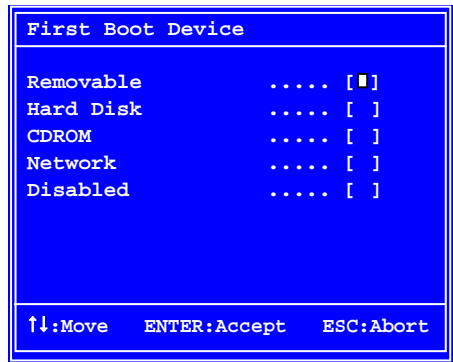 First Boot Device
Removable ..... [▪]
Hard Disk ..... [ ]
CDROM ..... [ ]
Network ..... [ ]
Disabled ..... [ ]
↑↓:Move ENTER:Accept ESC:Abort